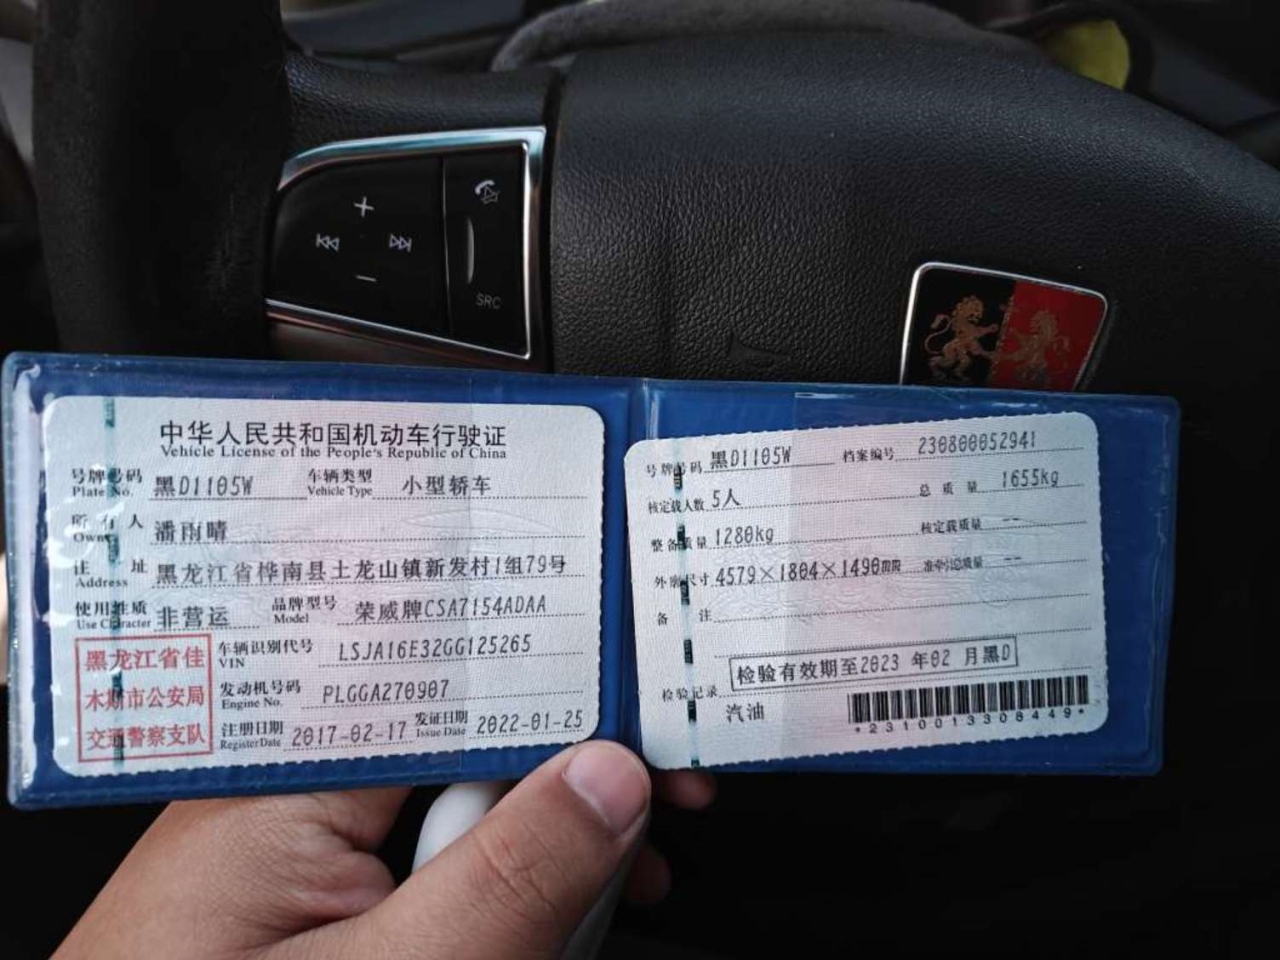 SRC
中华人民共和国机动车行驶证
Vehicle License of the People's Republic of China
号牌号码 Plate No. 黑D1105W 车辆类型 Vehicle Type 小型轿车
所有人 Owner 潘雨晴
住址 Address 黑龙江省桦南县土龙山镇新发村1组79号
使用性质 Use Character 非营运 品牌型号 Model 荣威牌CSA7154ADAA
黑龙江省佳
木斯市公安局
交通警察支队
车辆识别代号 VIN LSJA16E32GG125265
发动机号码 Engine No. PLGGA270907
注册日期 Register Date 2017-02-17 发证日期 Issue Date 2022-01-25
号牌号码 黑D1105W 档案编号 230800052941
核定载人数 5人 总质量 1655kg
整备质量 1280kg 核定载质量 --
外廓尺寸 4579×1804×1490mm 准牵引总质量 --
备注
检验有效期至2023 年02 月黑D
检验记录
汽油
*2310013308449*